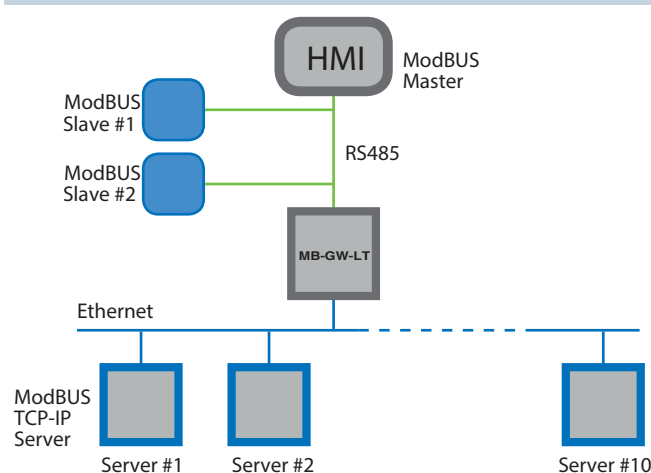 HMI
ModBUS
Master
ModBUS
Slave #1
RS485
ModBUS
Slave #2
MB-GW-LT
Ethernet
ModBUS
TCP-IP
Server
Server #1
Server #2
Server #10